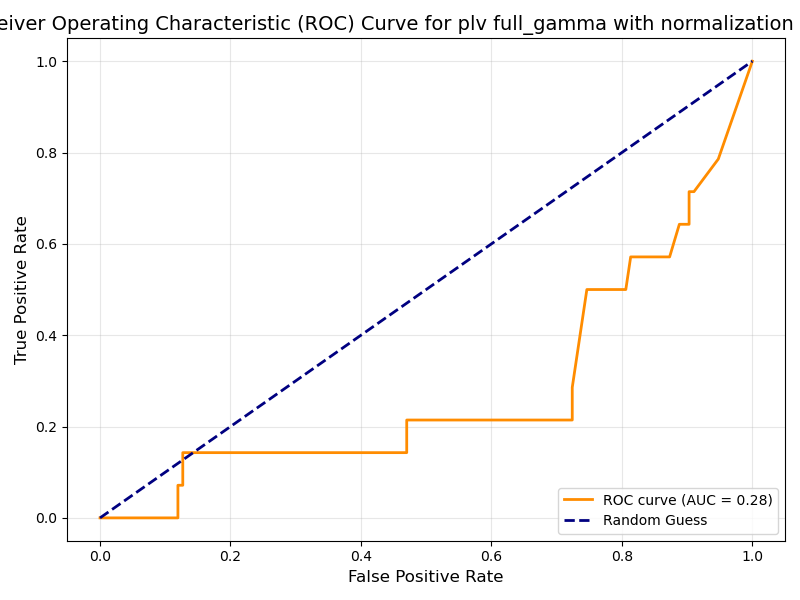 eiver Operating Characteristic (ROC) Curve for plv full_gamma with normalization
1.0
0.8
0.6
0.4
0.2
0.0
True Positive Rate
ROC curve (AUC = 0.28)
Random Guess
0.0 0.2 0.4 0.6 0.8 1.0
False Positive Rate